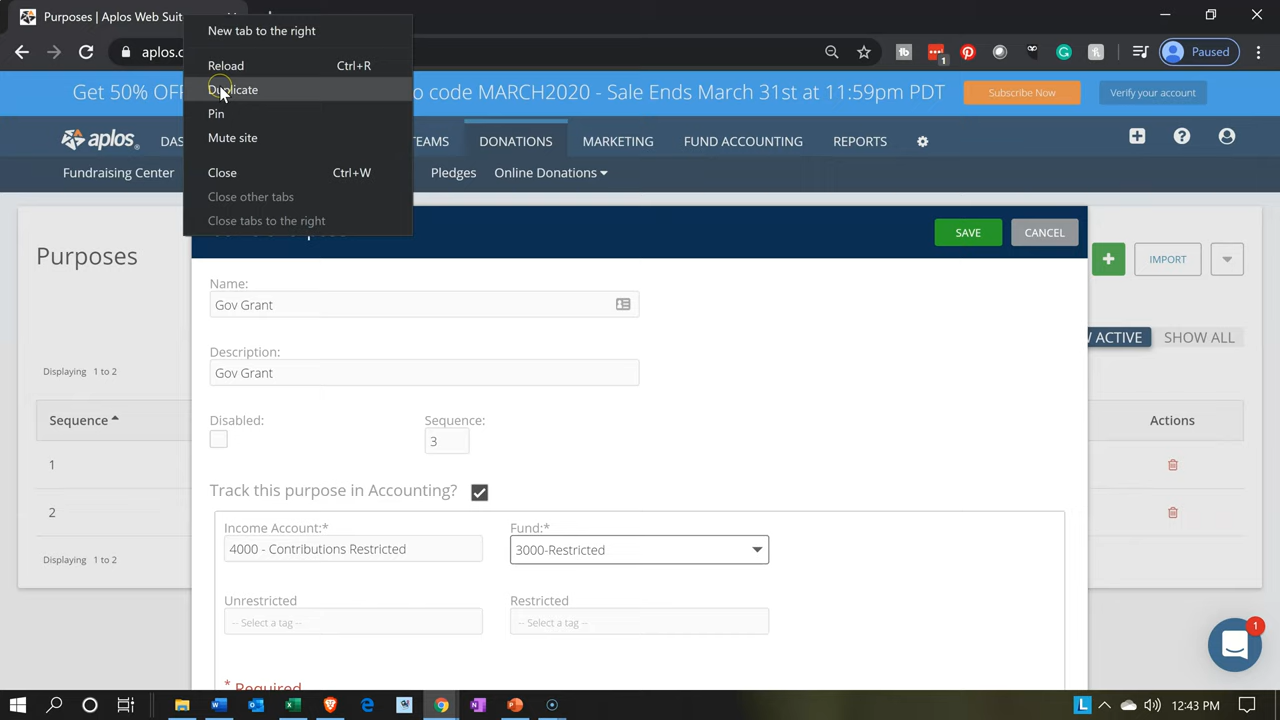 Purposes | Aplos Web Suit
New tab to the right
Reload Ctrl+R
Duplicate
Pin
Mute site
Close Ctrl+W
Close other tabs
Close tabs to the right
aplos.c
1
Paused
Get 50% OFF
o code MARCH2020 - Sale Ends March 31st at 11:59pm PDT
Subscribe Now
Verify your account
aplos
DAS
TEAMS
DONATIONS
MARKETING
FUND ACCOUNTING
REPORTS
Fundraising Center
Pledges
Online Donations
SAVE
CANCEL
Purposes
IMPORT
Name:
Gov Grant
ACTIVE
SHOW ALL
Description:
Gov Grant
Displaying 1 to 2
Sequence
Actions
Disabled:
Sequence:
3
1
2
Track this purpose in Accounting?
Income Account:*
4000 - Contributions Restricted
Fund:*
3000-Restricted
Displaying 1 to 2
Unrestricted
-- Select a tag --
Restricted
-- Select a tag --
1
* Required
12:43 PM